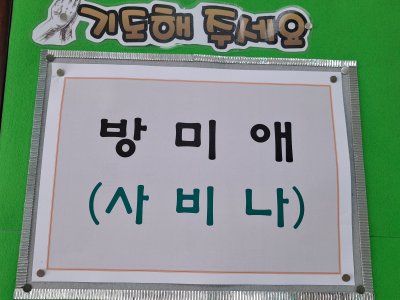 기도해 주세요
방 미 애
(사 비 나)